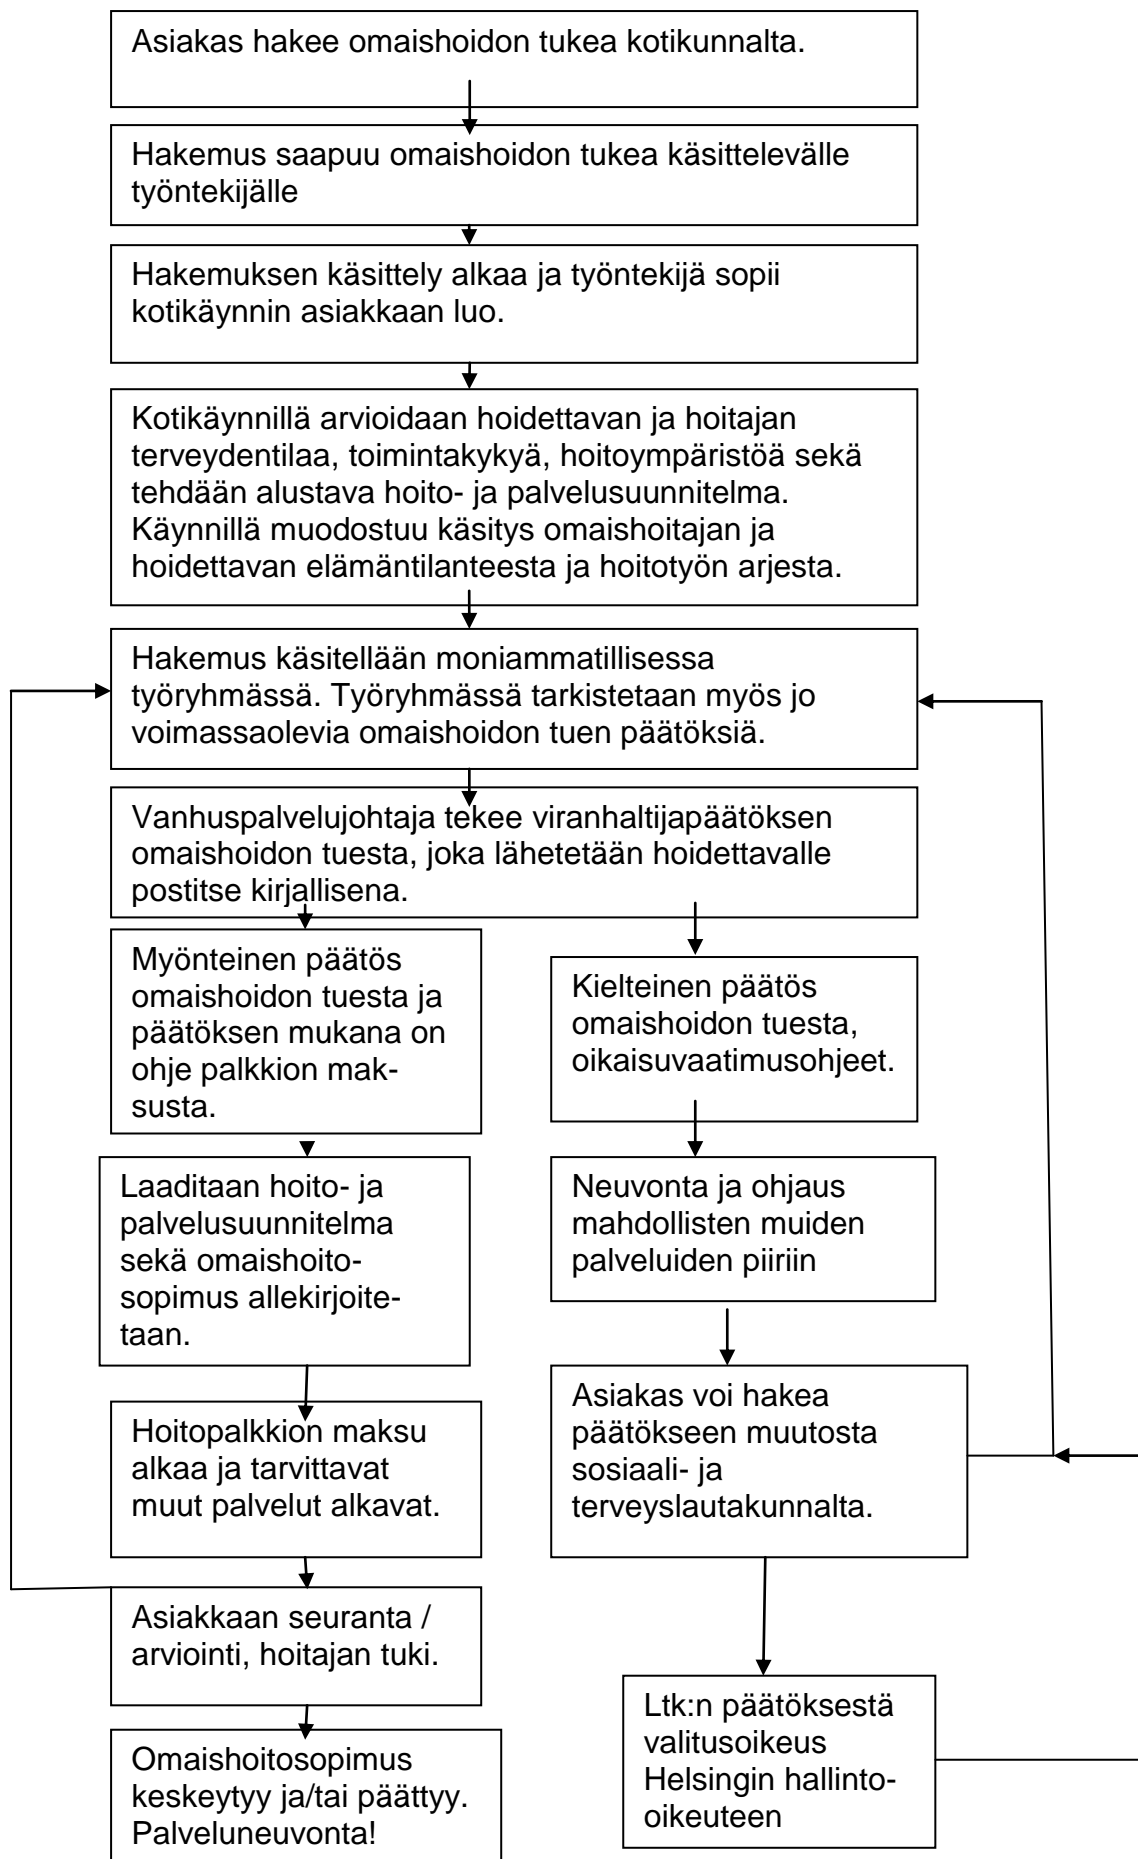 Asiakas hakee omaishoidon tukea kotikunnalta.
Hakemus saapuu omaishoidon tukea käsittelevälle
työntekijälle
Hakemuksen käsittely alkaa ja työntekijä sopii
kotikäynnin asiakkaan luo.
Kotikäynnillä arvioidaan hoidettavan ja hoitajan
terveydentilaa, toimintakykyä, hoitoympäristöä sekä
tehdään alustava hoito- ja palvelusuunnitelma.
Käynnillä muodostuu käsitys omaishoitajan ja
hoidettavan elämäntilanteesta ja hoitotyön arjesta.
Hakemus käsitellään moniammatillisessa
työryhmässä. Työryhmässä tarkistetaan myös jo
voimassaolevia omaishoidon tuen päätöksiä.
Vanhuspalvelujohtaja tekee viranhaltijapäätöksen
omaishoidon tuesta, joka lähetetään hoidettavalle
postitse kirjallisena.
Myönteinen päätös
omaishoidon tuesta ja
päätöksen mukana on
ohje palkkion mak-
susta.
Laaditaan hoito- ja
palvelusuunnitelma
sekä omaishoito-
sopimus allekirjoite-
taan.
Hoitopalkkion maksu
alkaa ja tarvittavat
muut palvelut alkavat.
Asiakkaan seuranta /
arviointi, hoitajan tuki.
Omaishoitosopimus
keskeytyy ja/tai päättyy.
Palveluneuvonta!
Kielteinen päätös
omaishoidon tuesta,
oikaisuvaatimusohjeet.
Neuvonta ja ohjaus
mahdollisten muiden
palveluiden piiriin
Asiakas voi hakea
päätökseen muutosta
sosiaali- ja
terveyslautakunnalta.
Ltk:n päätöksestä
valitusoikeus
Helsingin hallinto-
oikeuteen